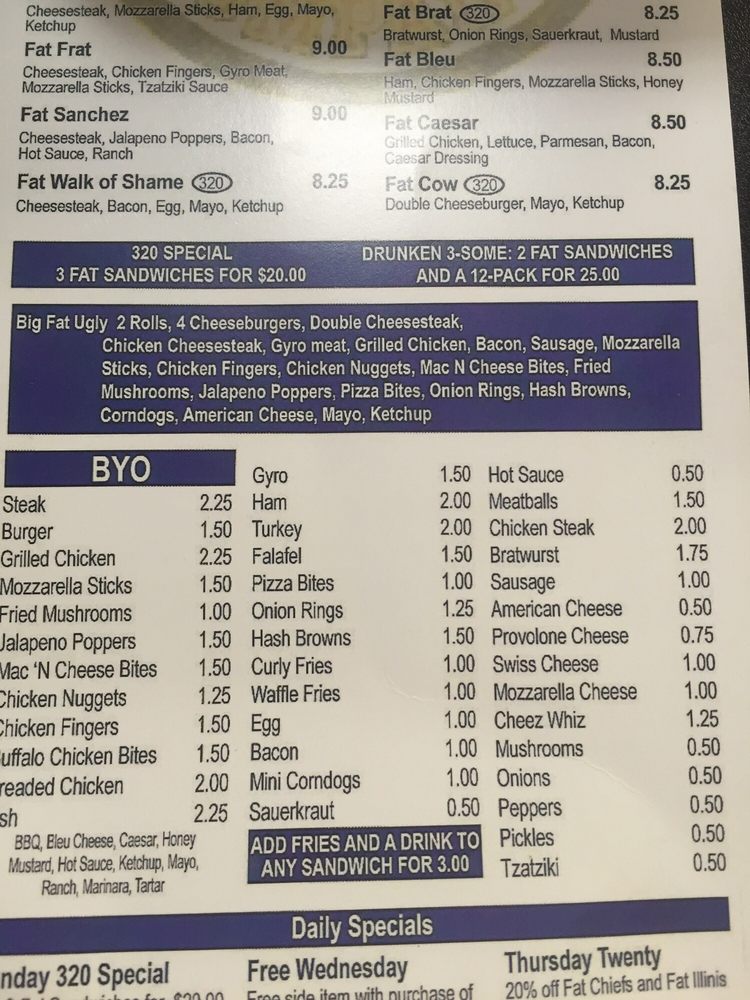 Cheesesteak, Mozzarella Sticks, Ham, Egg, Mayo,
Ketchup
Fat Frat 9.00
Cheesesteak, Chicken Fingers, Gyro Meat,
Mozzarella Sticks, Tzatziki Sauce
Fat Sanchez 9.00
Cheesesteak, Jalapeno Poppers, Bacon,
Hot Sauce, Ranch
Fat Walk of Shame 320 8.25
Cheesesteak, Bacon, Egg, Mayo, Ketchup
Fat Brat 320 8.25
Bratwurst, Onion Rings, Sauerkraut, Mustard
Fat Bleu 8.50
Ham, Chicken Fingers, Mozzarella Sticks, Honey
Mustard
Fat Caesar 8.50
Grilled Chicken, Lettuce, Parmesan, Bacon,
Caesar Dressing
Fat Cow 320 8.25
Double Cheeseburger, Mayo, Ketchup
320 SPECIAL
3 FAT SANDWICHES FOR $20.00
DRUNKEN 3-SOME: 2 FAT SANDWICHES
AND A 12-PACK FOR 25.00
Big Fat Ugly 2 Rolls, 4 Cheeseburgers, Double Cheesesteak,
Chicken Cheesesteak, Gyro meat, Grilled Chicken, Bacon, Sausage, Mozzarella
Sticks, Chicken Fingers, Chicken Nuggets, Mac N Cheese Bites, Fried
Mushrooms, Jalapeno Poppers, Pizza Bites, Onion Rings, Hash Browns,
Corndogs, American Cheese, Mayo, Ketchup
BYO
Steak 2.25
Burger 1.50
Grilled Chicken 2.25
Mozzarella Sticks 1.50
Fried Mushrooms 1.00
Jalapeno Poppers 1.50
Mac 'N Cheese Bites 1.50
Chicken Nuggets 1.25
Chicken Fingers 1.50
uffalo Chicken Bites 1.50
readed Chicken 2.00
sh 2.25
BBQ, Bleu Cheese, Caesar, Honey
Mustard, Hot Sauce, Ketchup, Mayo,
Ranch, Marinara, Tartar
Gyro 1.50
Ham 2.00
Turkey 2.00
Falafel 1.50
Pizza Bites 1.00
Onion Rings 1.25
Hash Browns 1.50
Curly Fries 1.00
Waffle Fries 1.00
Egg 1.00
Bacon 1.00
Mini Corndogs 1.00
Sauerkraut 0.50
ADD FRIES AND A DRINK TO
ANY SANDWICH FOR 3.00
Hot Sauce 0.50
Meatballs 1.50
Chicken Steak 2.00
Bratwurst 1.75
Sausage 1.00
American Cheese 0.50
Provolone Cheese 0.75
Swiss Cheese 1.00
Mozzarella Cheese 1.00
Cheez Whiz 1.25
Mushrooms 0.50
Onions 0.50
Peppers 0.50
Pickles 0.50
Tzatziki 0.50
Daily Specials
nday 320 Special
Fat Sandwiches for $20.00
Free Wednesday
Free side item with purchase of
Thursday Twenty
20% off Fat Chiefs and Fat Illinis